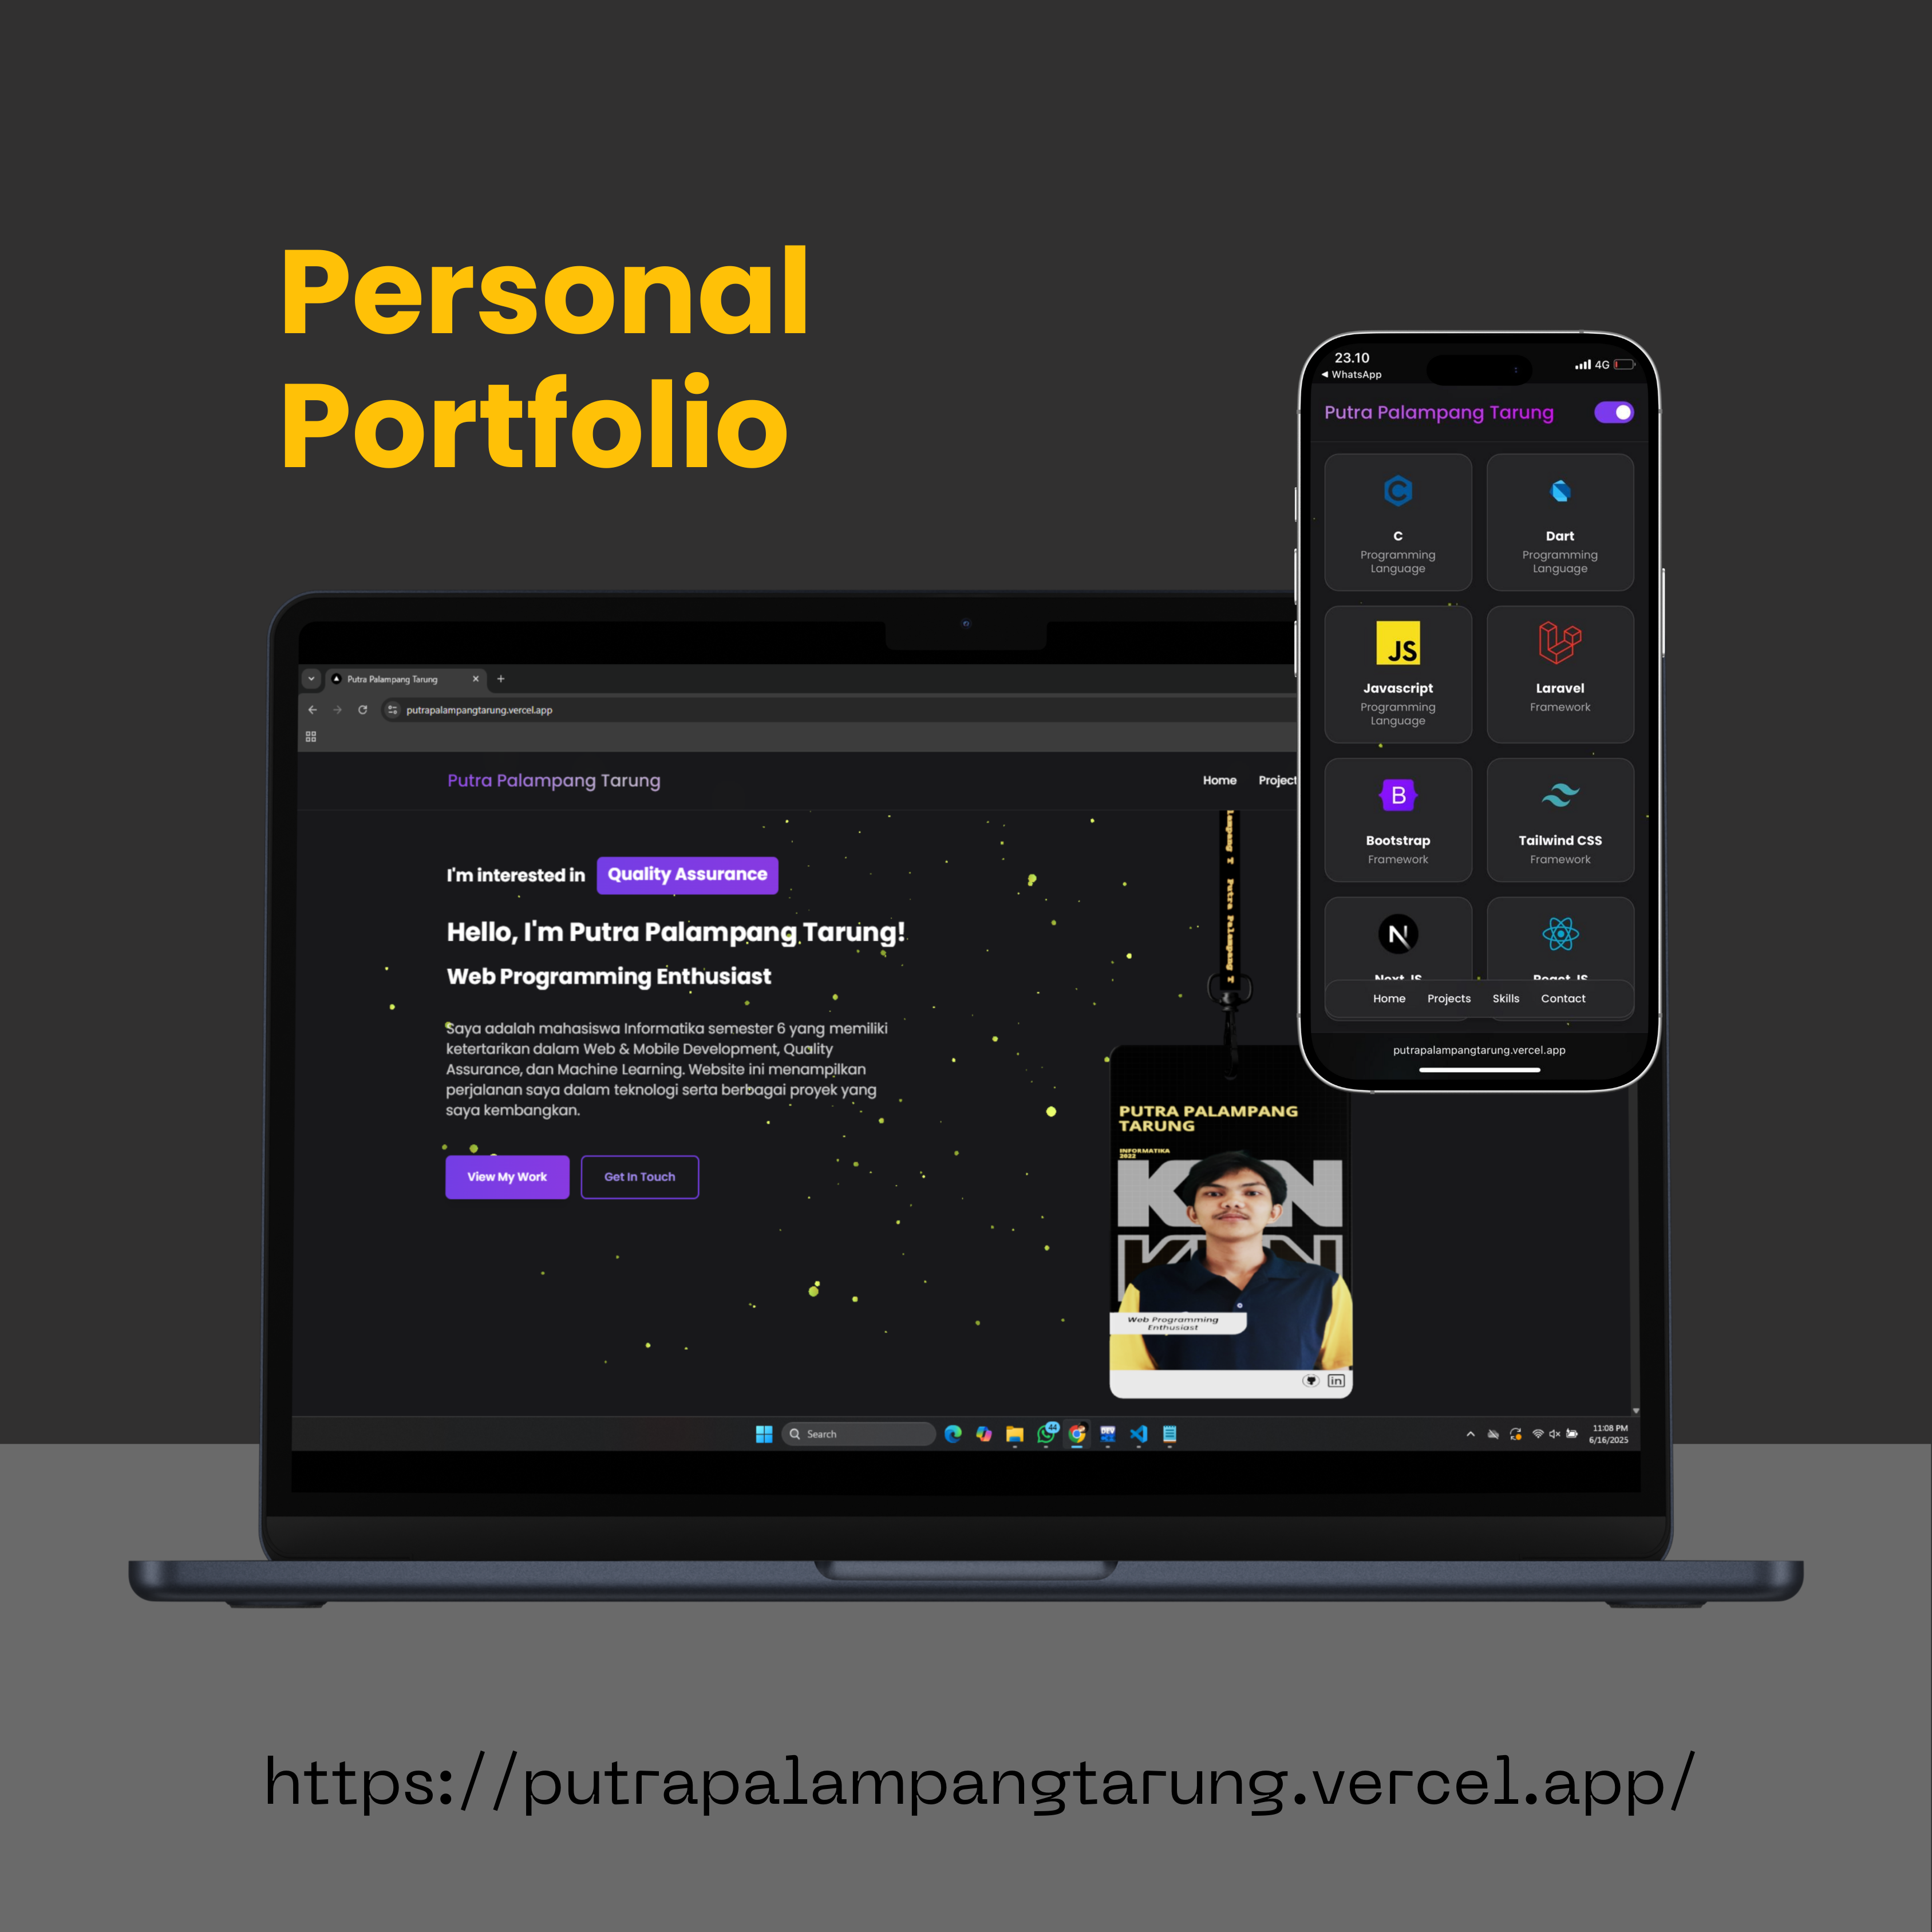 Personal
Portfolio
23.10
WhatsApp
4G
Putra Palampang Tarung
C
Programming
Language
Dart
Programming
Language
JS
Javascript
Programming
Language
Laravel
Framework
B
Bootstrap
Framework
Tailwind CSS
Framework
N
Next JS
React JS
Home Projects Skills Contact
putrapalampangtarung.vercel.app
Putra Palampang Tarung
putrapalampangtarung.vercel.app
Putra Palampang Tarung
Home Project
I'm interested in Quality Assurance
Hello, I'm Putra Palampang Tarung!
Web Programming Enthusiast
Saya adalah mahasiswa Informatika semester 6 yang memiliki
ketertarikan dalam Web & Mobile Development, Quality
Assurance, dan Machine Learning. Website ini menampilkan
perjalanan saya dalam teknologi serta berbagai proyek yang
saya kembangkan.
View My Work Get In Touch
Putra Palampang T
PUTRA PALAMPANG
TARUNG
INFORMATIKA
2022
Web Programming
Enthusiast
in
Search
44
11:08 PM
6/16/2025
https://putrapalampangtarung.vercel.app/